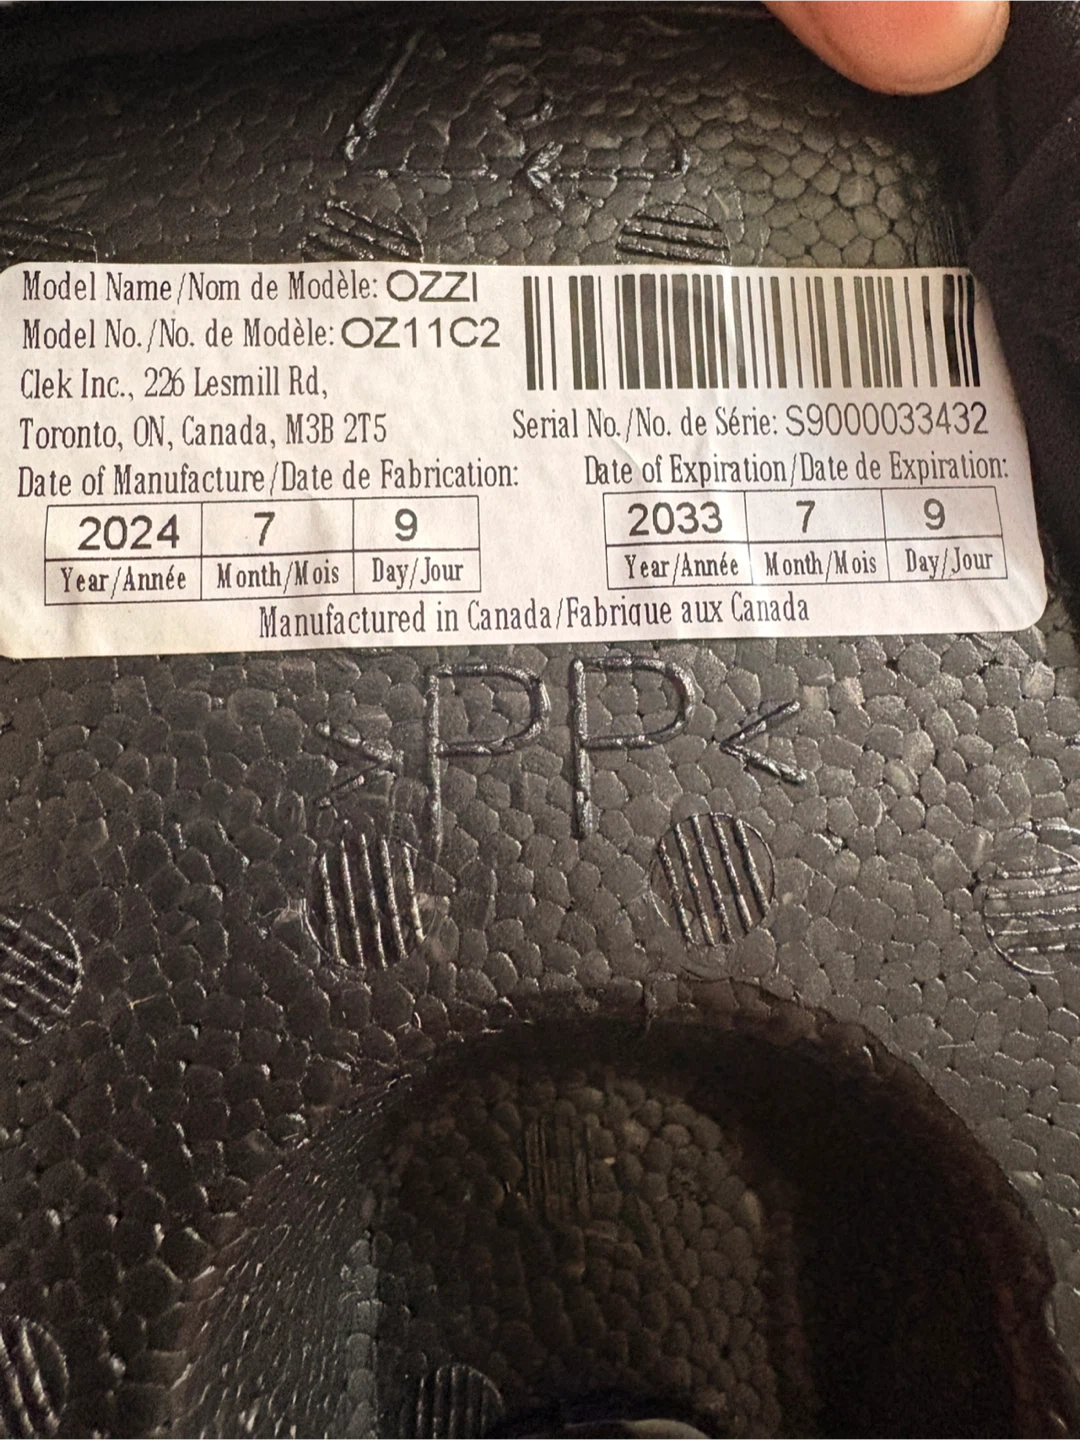 Model Name/Nom de Modèle: OZZI
Model No./No. de Modèle: OZ11C2
Clek Inc., 226 Lesmill Rd,
Toronto, ON, Canada, M3B 2T5
Serial No./No. de Série: S9000033432
Date of Manufacture/Date de Fabrication:
2024 7 9
Year/Année Month/Mois Day/Jour
Date of Expiration/Date de Expiration:
2033 7 9
Year/Année Month/Mois Day/Jour
Manufactured in Canada/Fabrique aux Canada
>PP<